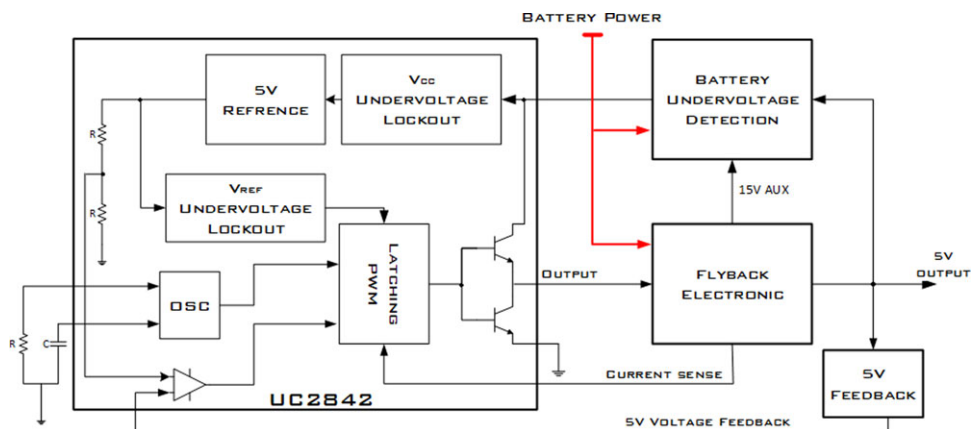 BATTERY POWER
5V
REFRENCE
VCC
UNDERVOLTAGE
LOCKOUT
BATTERY
UNDERVOLTAGE
DETECTION
R
VREF
UNDERVOLTAGE
LOCKOUT
15V AUX
R
LATCHING
PWM
OUTPUT
FLYBACK
ELECTRONIC
5V
OUTPUT
OSC
R
C
CURRENT SENSE
5V
FEEDBACK
UC2842
5V VOLTAGE FEEDBACK